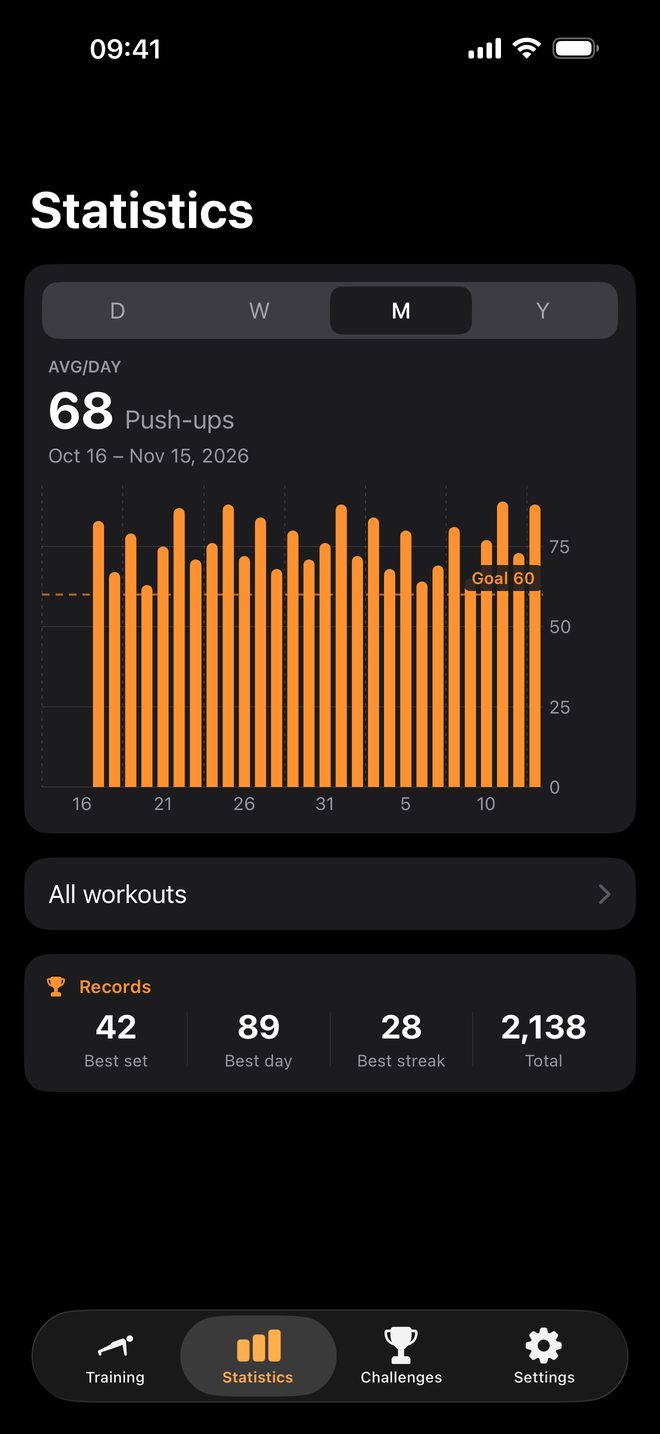 09:41
Statistics
D W M Y
AVG/DAY
68 Push-ups
Oct 16 – Nov 15, 2026
75
Goal 60
50
25
0
16 21 26 31 5 10
All workouts
Records
42 89 28 2,138
Best set Best day Best streak Total
Training Statistics Challenges Settings